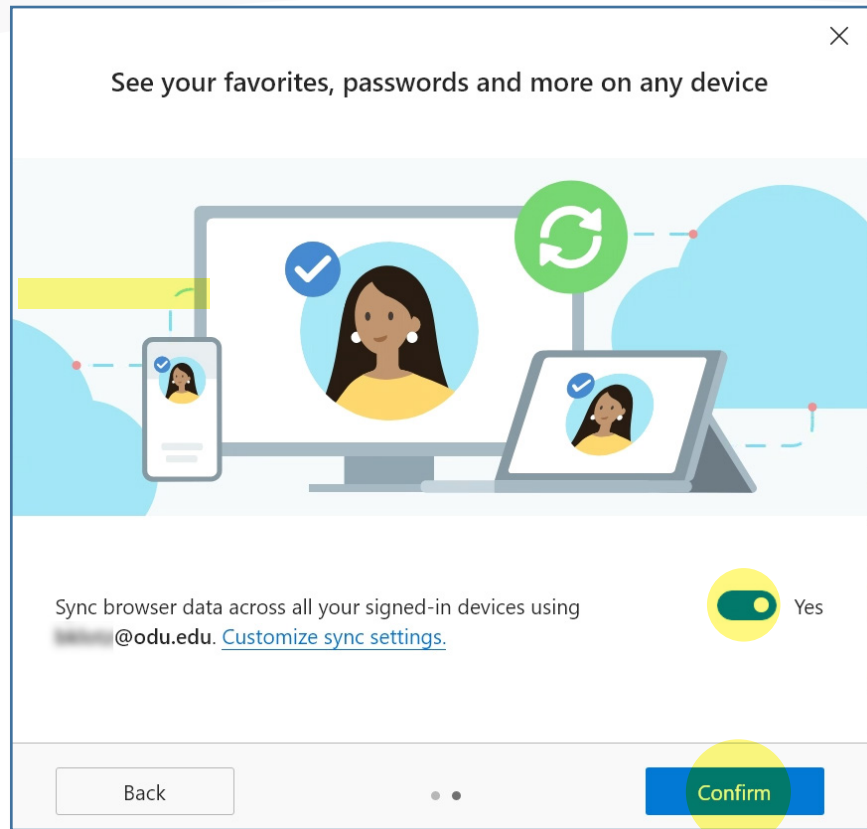 See your favorites, passwords and more on any device
Sync browser data across all your signed-in devices using
@odu.edu. Customize sync settings.
Yes
Back
Confirm